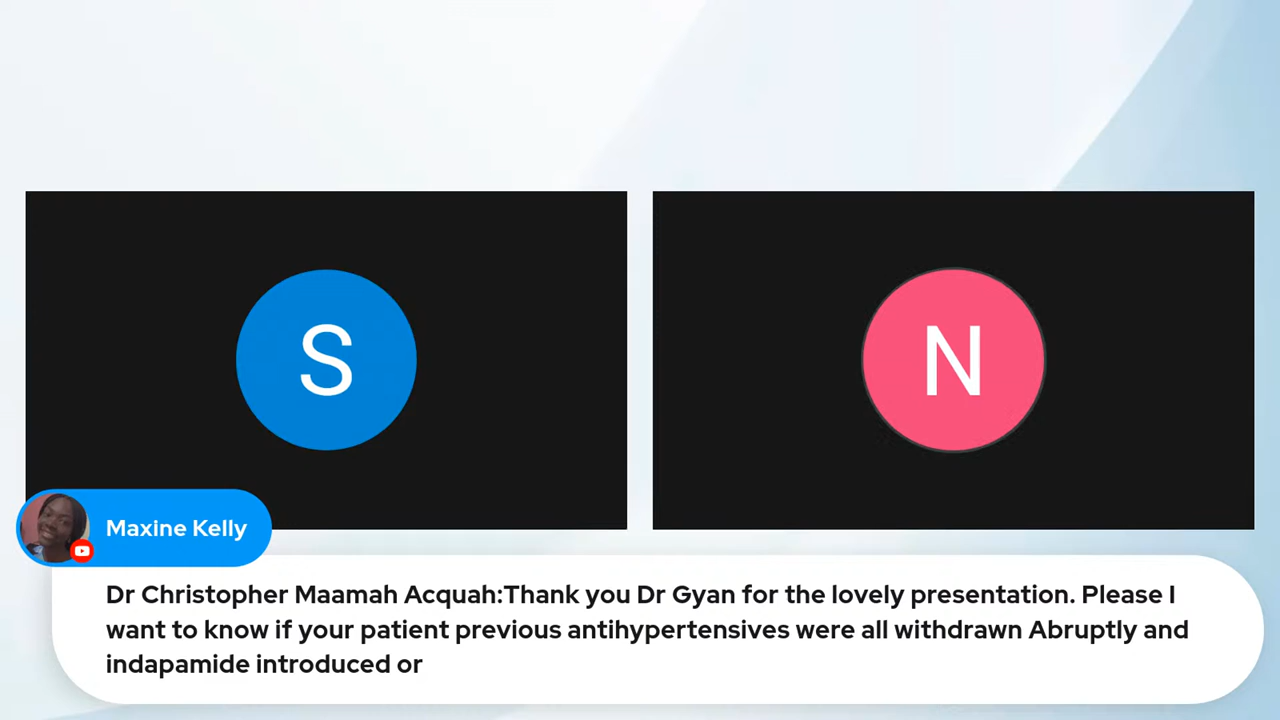 S
N
Maxine Kelly
Dr Christopher Maamah Acquah:Thank you Dr Gyan for the lovely presentation. Please I
want to know if your patient previous antihypertensives were all withdrawn Abruptly and
indapamide introduced or